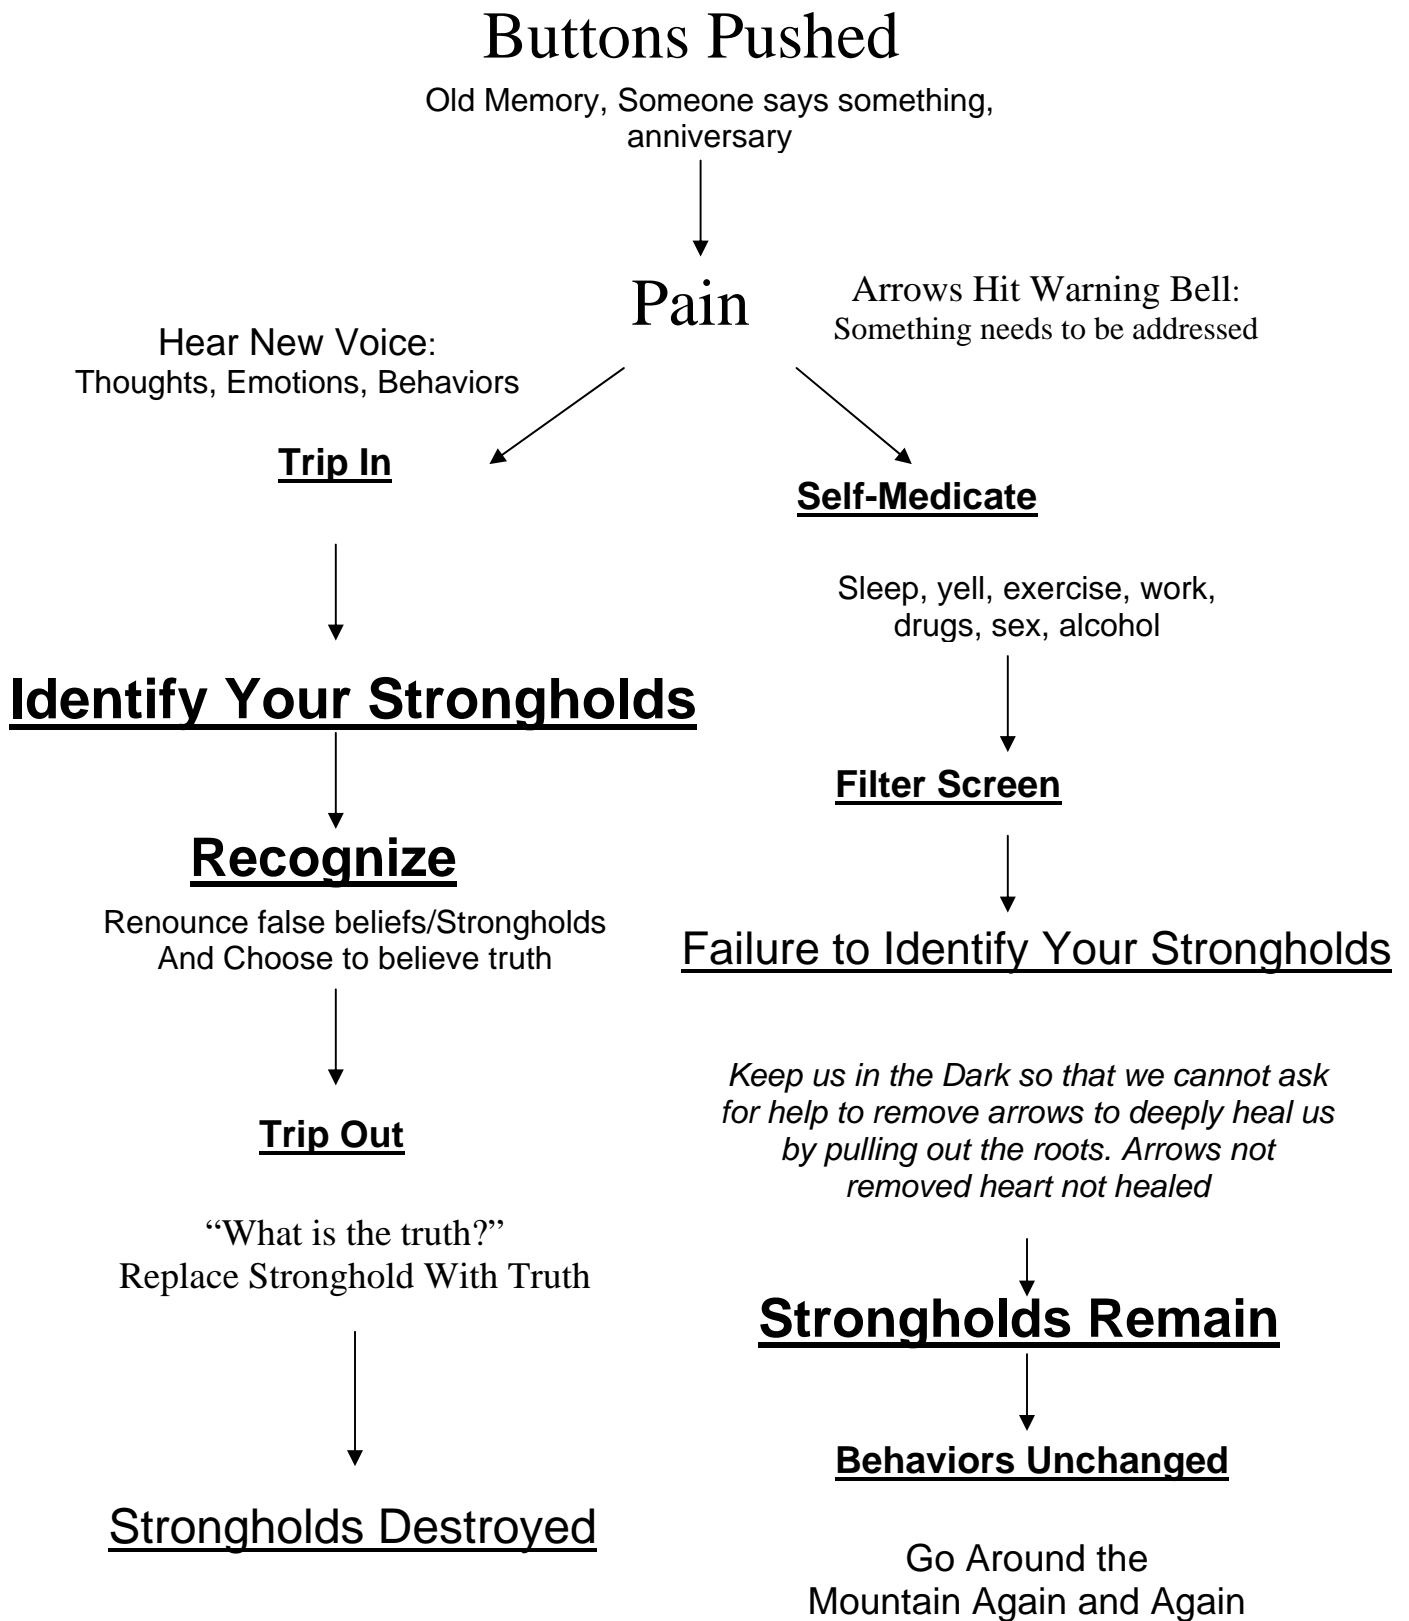 Buttons Pushed
Old Memory, Someone says something,
anniversary
Pain
Arrows Hit Warning Bell:
Something needs to be addressed
Hear New Voice:
Thoughts, Emotions, Behaviors
Trip In
Identify Your Strongholds
Recognize
Renounce false beliefs/Strongholds
And Choose to believe truth
Trip Out
“What is the truth?”
Replace Stronghold With Truth
Strongholds Destroyed
Self-Medicate
Sleep, yell, exercise, work,
drugs, sex, alcohol
Filter Screen
Failure to Identify Your Strongholds
Keep us in the Dark so that we cannot ask
for help to remove arrows to deeply heal us
by pulling out the roots. Arrows not
removed heart not healed
Strongholds Remain
Behaviors Unchanged
Go Around the
Mountain Again and Again